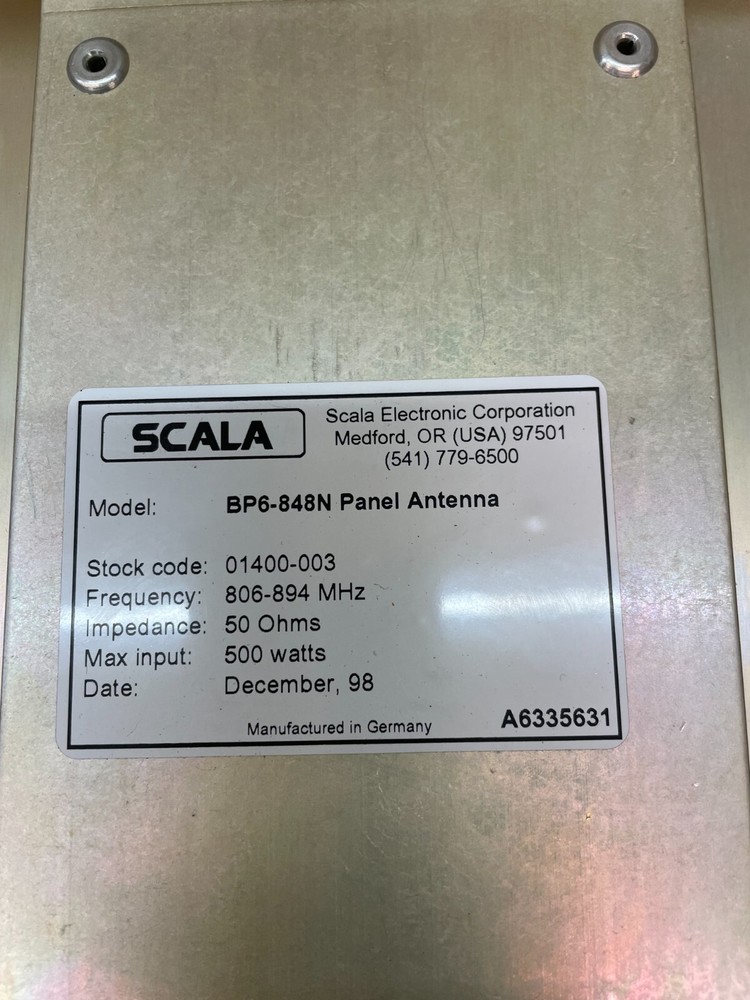 SCALA
Scala Electronic Corporation
Medford, OR (USA) 97501
(541) 779-6500
Model: BP6-848N Panel Antenna
Stock code: 01400-003
Frequency: 806-894 MHz
Impedance: 50 Ohms
Max input: 500 watts
Date: December, 98
Manufactured in Germany
A6335631